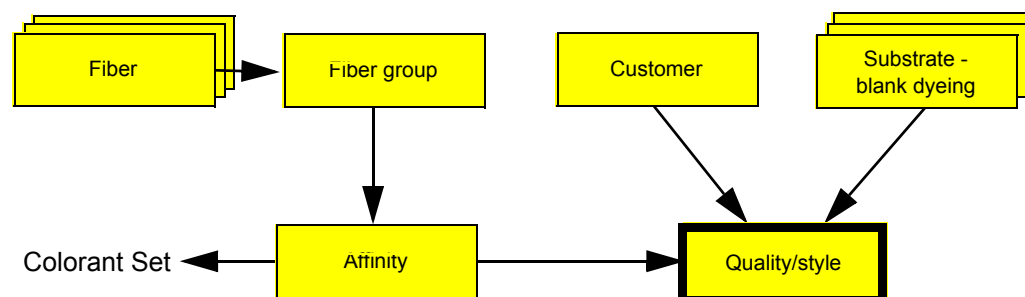 Fiber
Fiber group
Customer
Substrate -
blank dyeing
Colorant Set
Affinity
Quality/style